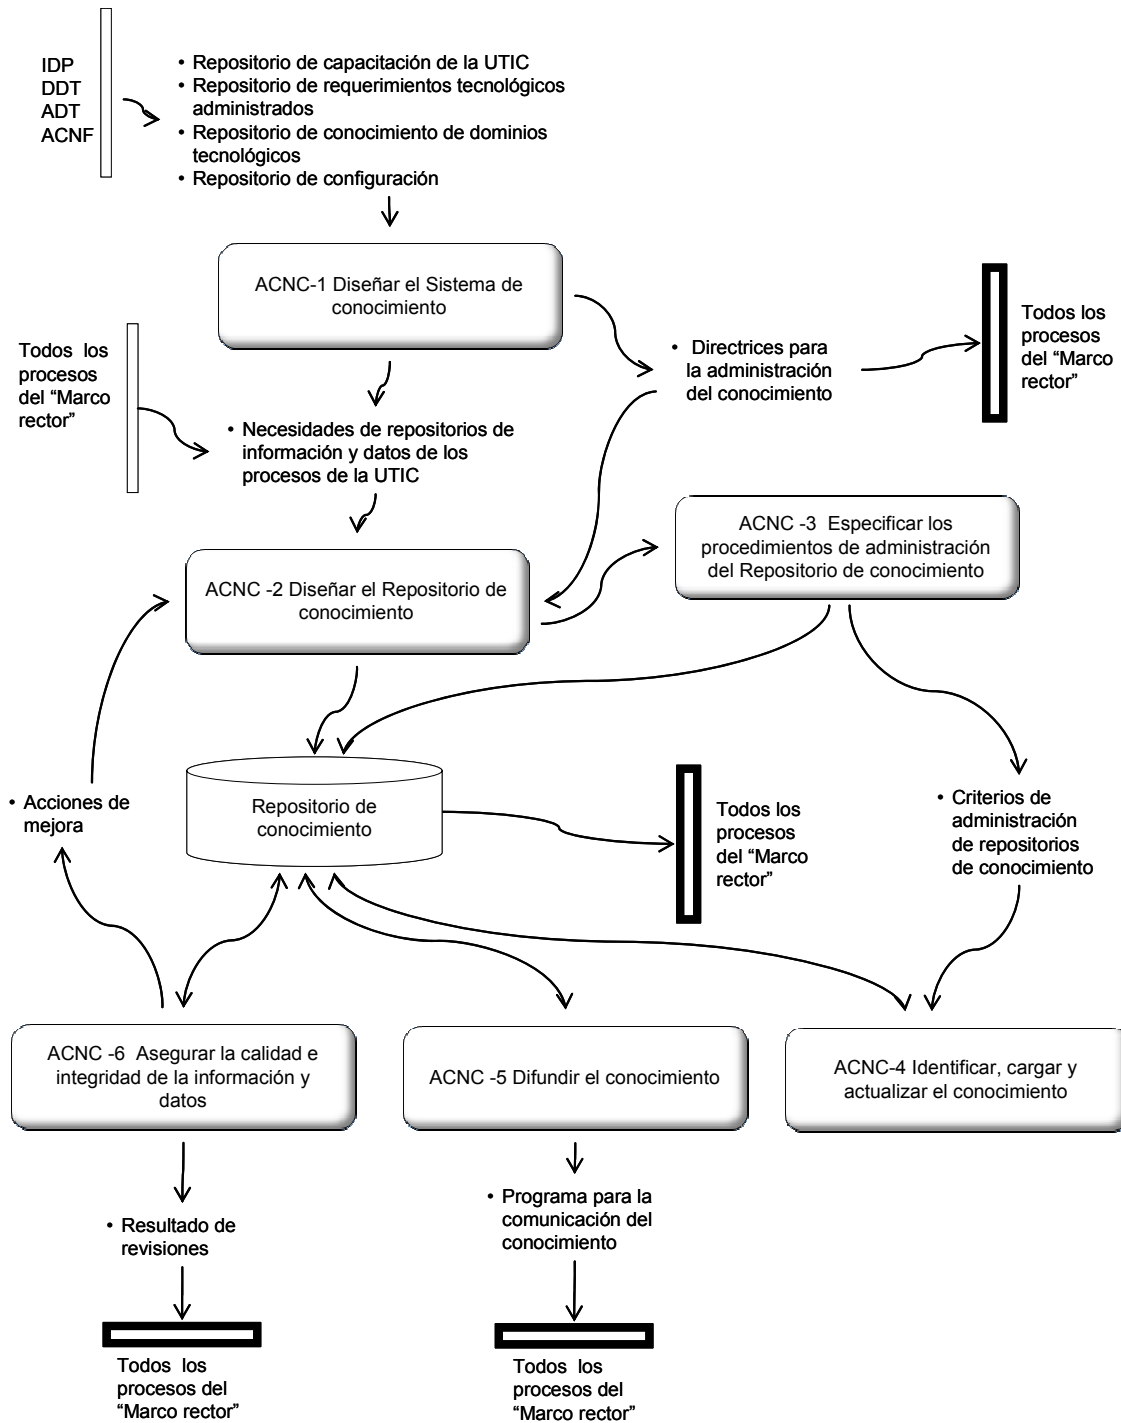 IDP
DDT
ADT
ACNF
• Repositorio de capacitación de la UTIC
• Repositorio de requerimientos tecnológicos
administrados
• Repositorio de conocimiento de dominios
tecnológicos
• Repositorio de configuración
ACNC-1 Diseñar el Sistema de
conocimiento
Todos los
procesos
del “Marco
rector”
• Directrices para
la administración
del conocimiento
Todos los
procesos
del “Marco
rector”
• Necesidades de repositorios de
información y datos de los
procesos de la UTIC
ACNC -2 Diseñar el Repositorio de
conocimiento
ACNC -3 Especificar los
procedimientos de administración
del Repositorio de conocimiento
• Acciones de
mejora
Repositorio de
conocimiento
Todos los
procesos
del “Marco
rector”
• Criterios de
administración
de repositorios
de conocimiento
ACNC -6 Asegurar la calidad e
integridad de la información y
datos
ACNC -5 Difundir el conocimiento
ACNC-4 Identificar, cargar y
actualizar el conocimiento
• Resultado de
revisiones
• Programa para la
comunicación del
conocimiento
Todos los
procesos del
“Marco rector”
Todos los
procesos del
“Marco rector”